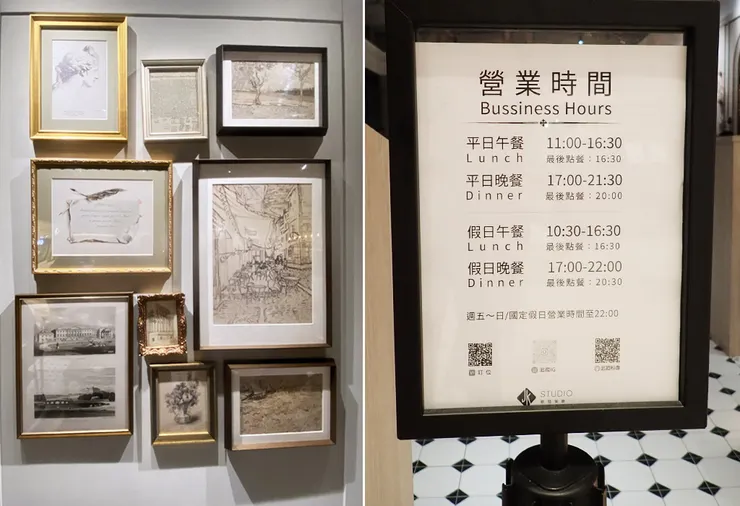 營業時間
Bussiness Hours
平日午餐 11:00-16:30
Lunch 最後點餐：16:30
平日晚餐 17:00-21:30
Dinner 最後點餐：20:00
假日午餐 10:30-16:30
Lunch 最後點餐：16:30
假日晚餐 17:00-22:00
Dinner 最後點餐：20:30
週五～日/國定假日營業時間至22:00
STUDIO